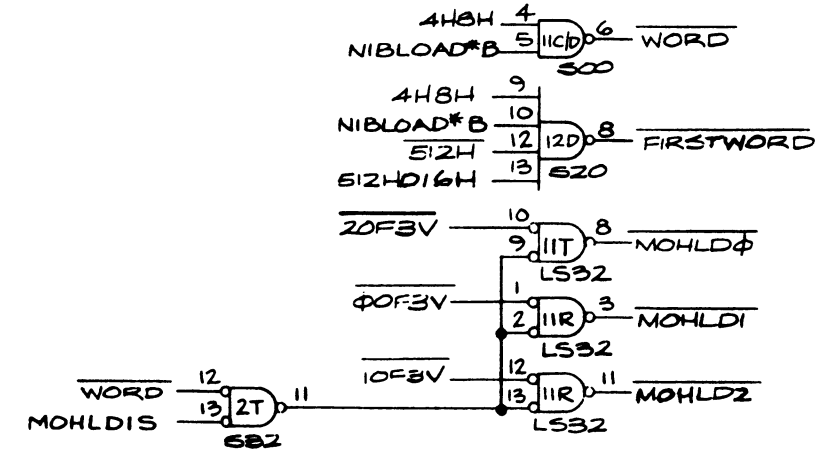 4H8H 4
NIBLOAD*B 5 11C/D 6 WORD
S00
4H8H 9
NIBLOAD*B 10
512H 12 12D 8 FIRSTWORD
512HD16H 13 S20
2OF3V 10
9 11T 8 MOHLDΦ
LS32
ΦOF3V 1
2 11R 3 MOHLD1
LS32
1OF3V 12
13 11R 11 MOHLD2
LS32
WORD 12
MOHLDIS 13 2T 11
S32